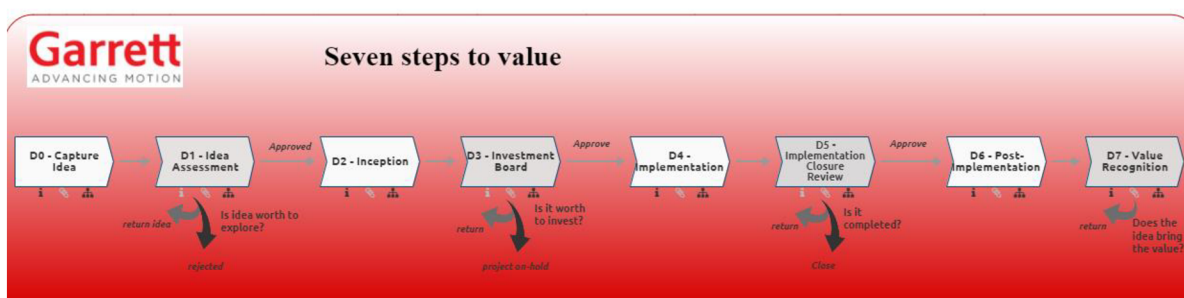 Garrett
ADVANCING MOTION
Seven steps to value
D0 - Capture
Idea
D1 - Idea
Assessment
Approved
D2 - Inception
D3 - Investment
Board
Approve
D4 -
Implementation
D5 -
Implementation
Closure
Review
Approve
D6 - Post-
Implementation
D7 - Value
Recognition
return idea
Is idea worth to
explore?
rejected
return
Is it worth
to invest?
project on-hold
return
Is it
completed?
Close
return
Does the
idea bring
the value?